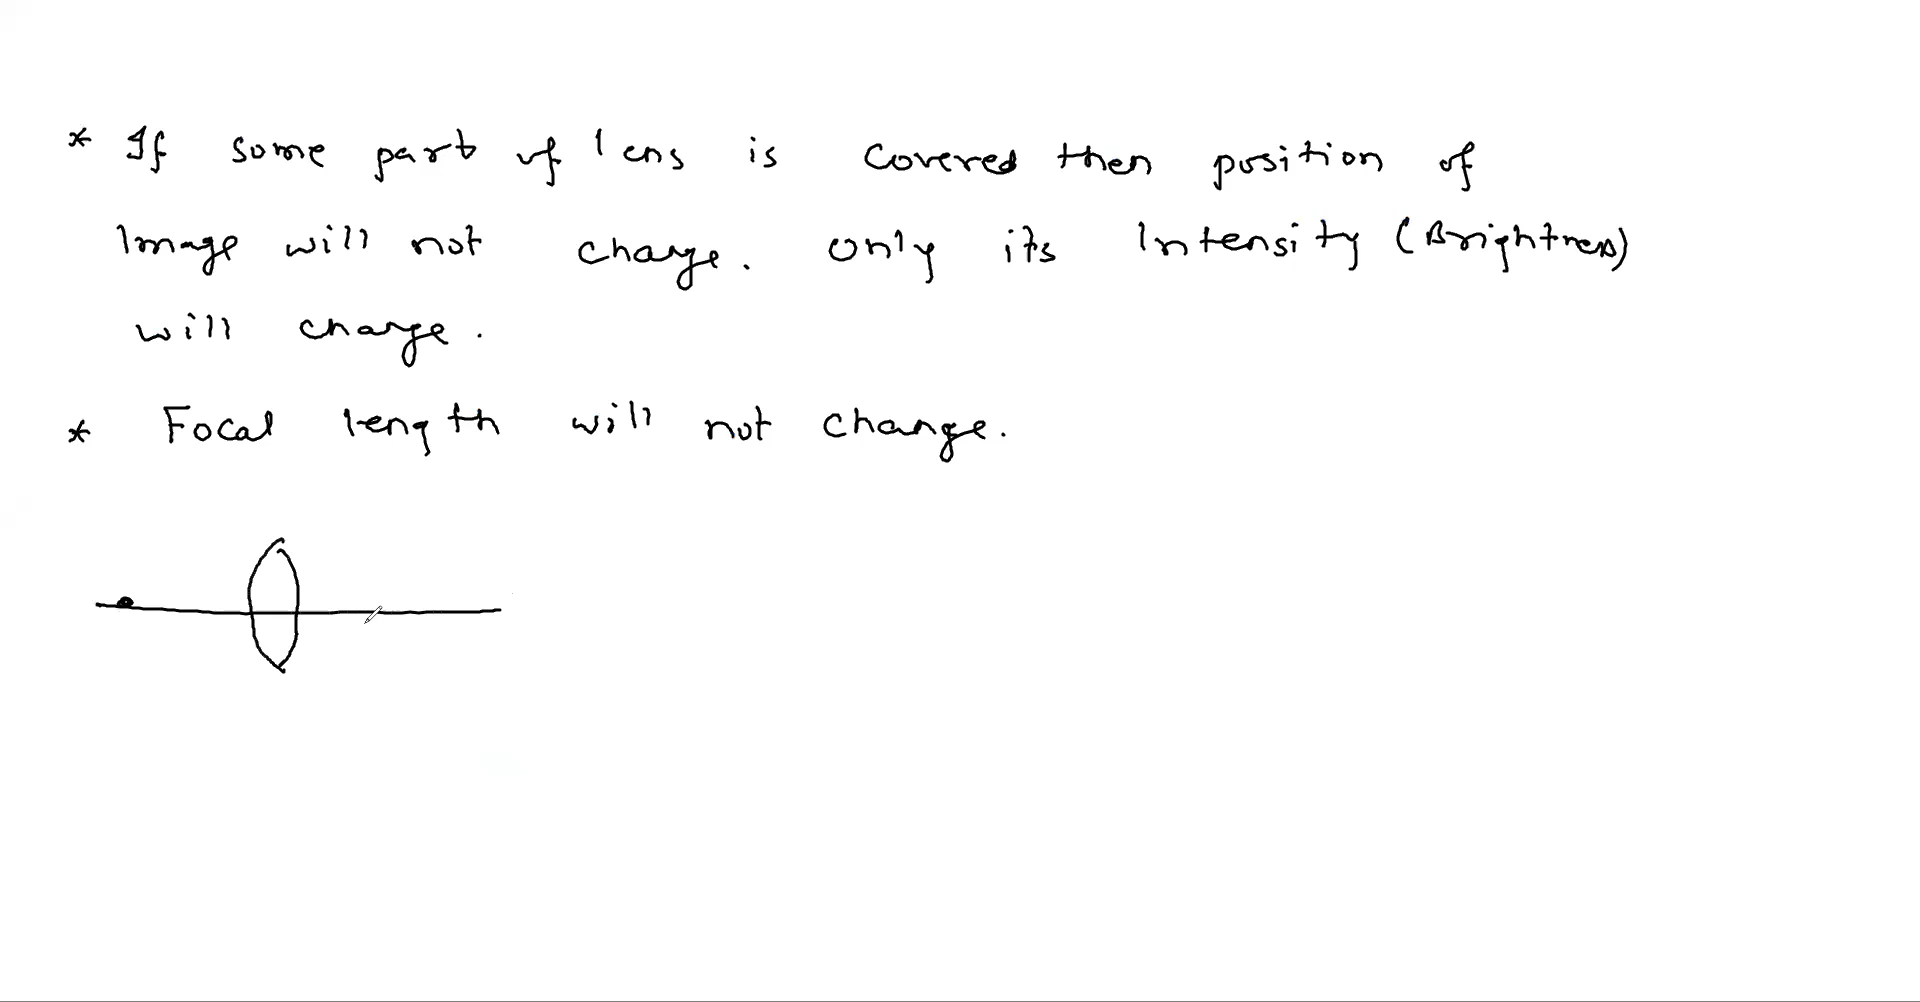 * If some part of lens is covered then position of
Image will not change. only its Intensity (Brightness)
will change.
* Focal length will not change.